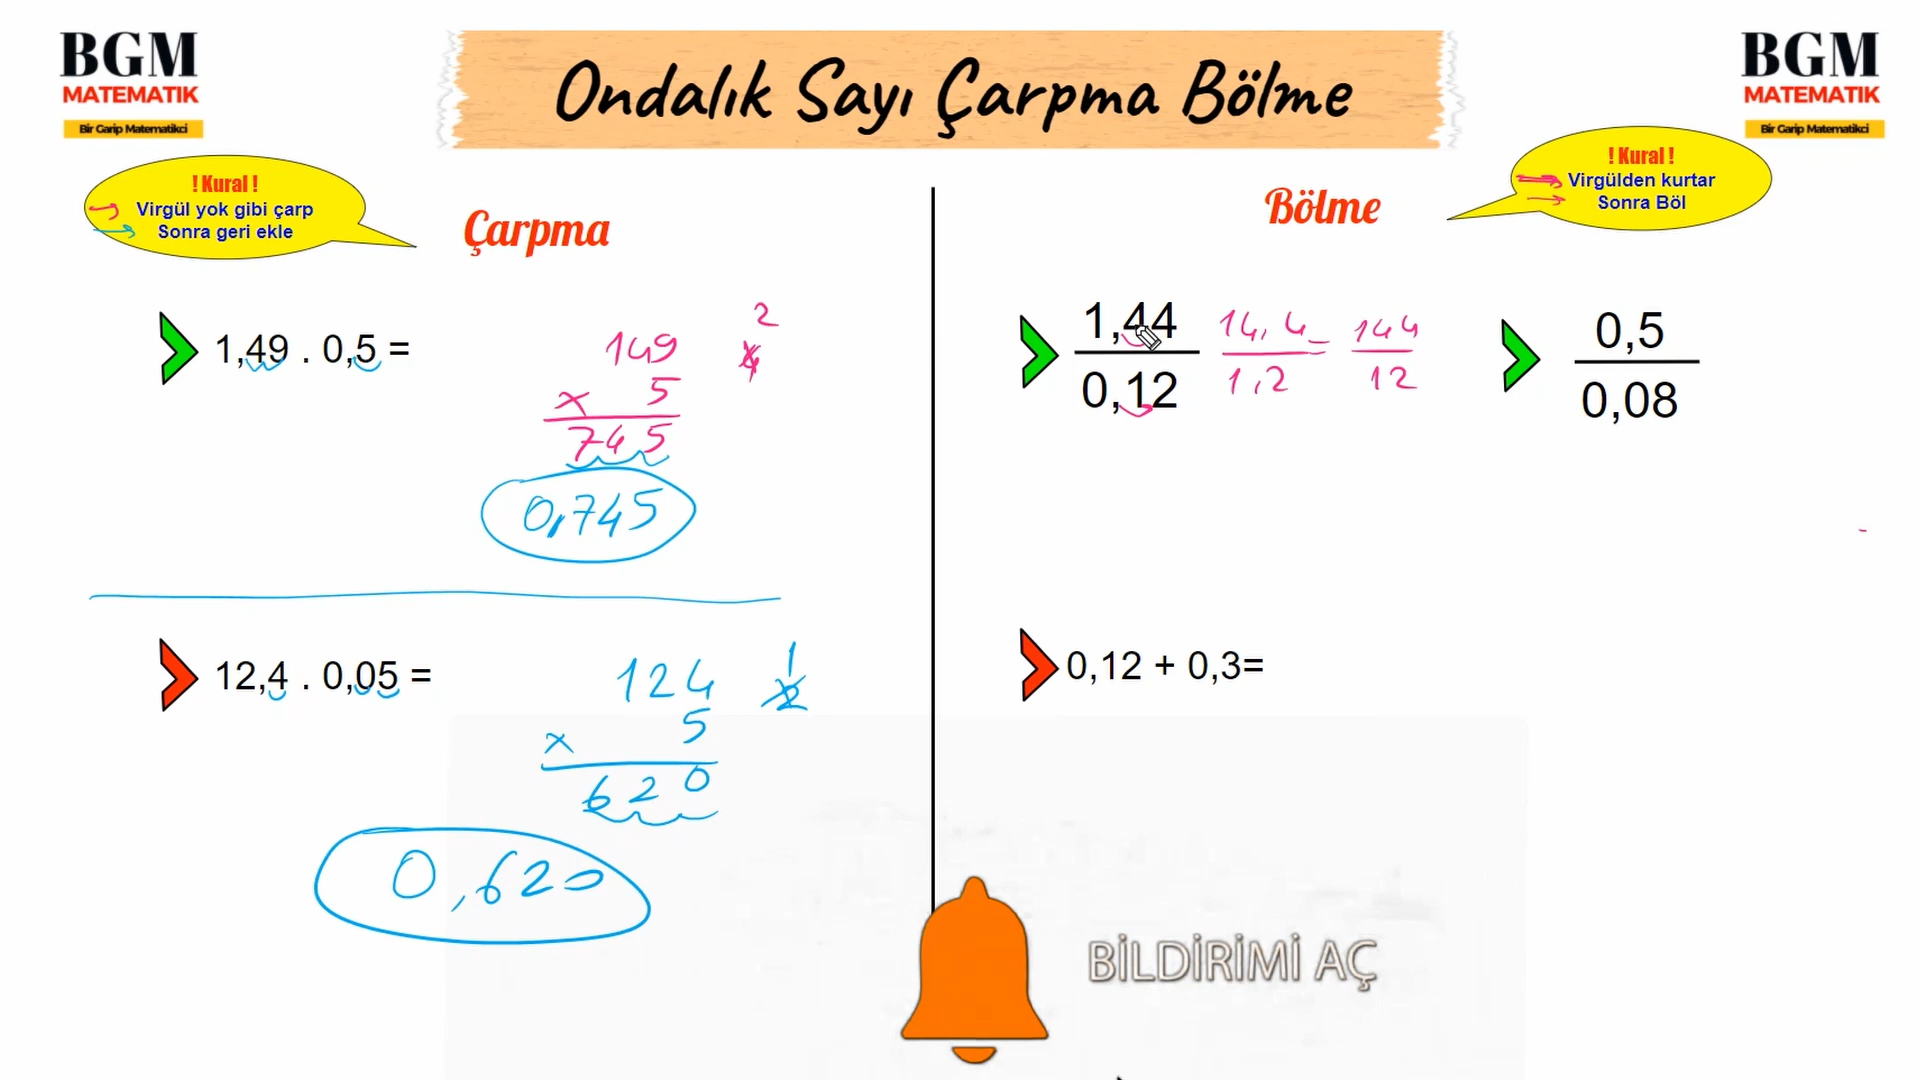 BGM
MATEMATIK
Bir Garip Matematikci
Ondalık Sayı Çarpma Bölme
BGM
MATEMATIK
Bir Garip Matematikci
! Kural !
Virgül yok gibi çarp
Sonra geri ekle
Çarpma
1,49 . 0,5 =
149
2
4
x 5
745
0,745
12,4 . 0,05 =
124
1
2
x 5
620
0,620
Bölme
! Kural !
Virgülden kurtar
Sonra Böl
1,44 14,4 = 144
0,12 1,2 12
0,5
0,08
0,12 + 0,3=
BİLDİRİMİ AÇ